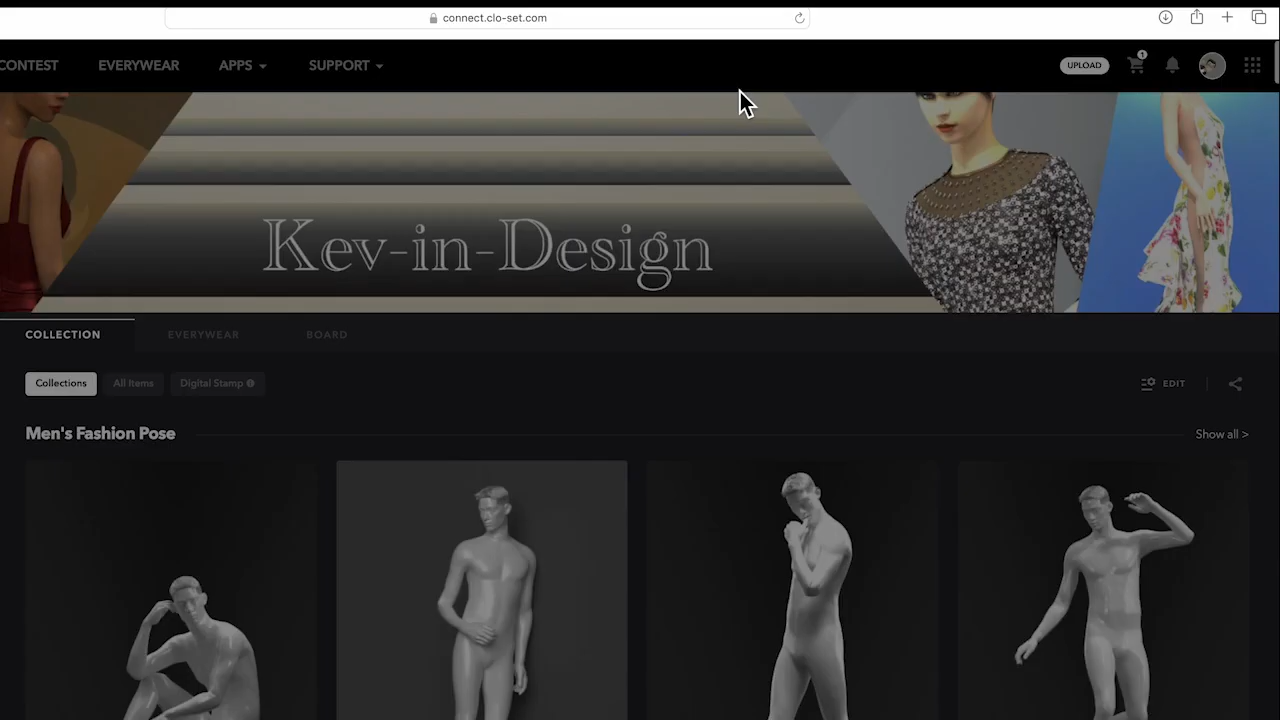 connect.clo-set.com
CONTEST
EVERYWEAR
APPS
SUPPORT
UPLOAD
1
Kev-in-Design
COLLECTION
EVERYWEAR
BOARD
Collections
All Items
Digital Stamp
EDIT
Men's Fashion Pose
Show all >